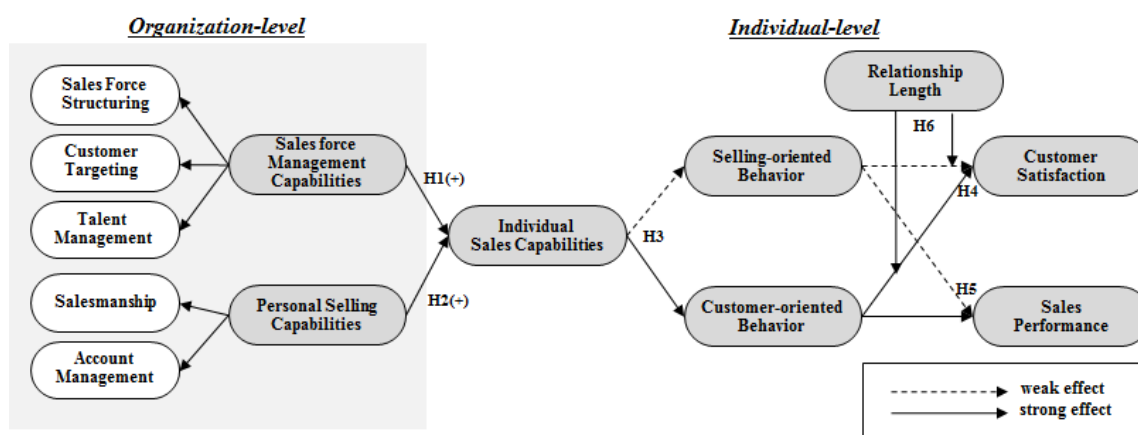 Organization-level
Individual-level
Sales Force
Structuring
Customer
Targeting
Talent
Management
Salesmanship
Account
Management
Sales force
Management
Capabilities
Personal Selling
Capabilities
H1(+)
H2(+)
Individual
Sales Capabilities
H3
Relationship
Length
H6
Selling-oriented
Behavior
Customer-oriented
Behavior
Customer
Satisfaction
H4
H5
Sales
Performance
weak effect
strong effect